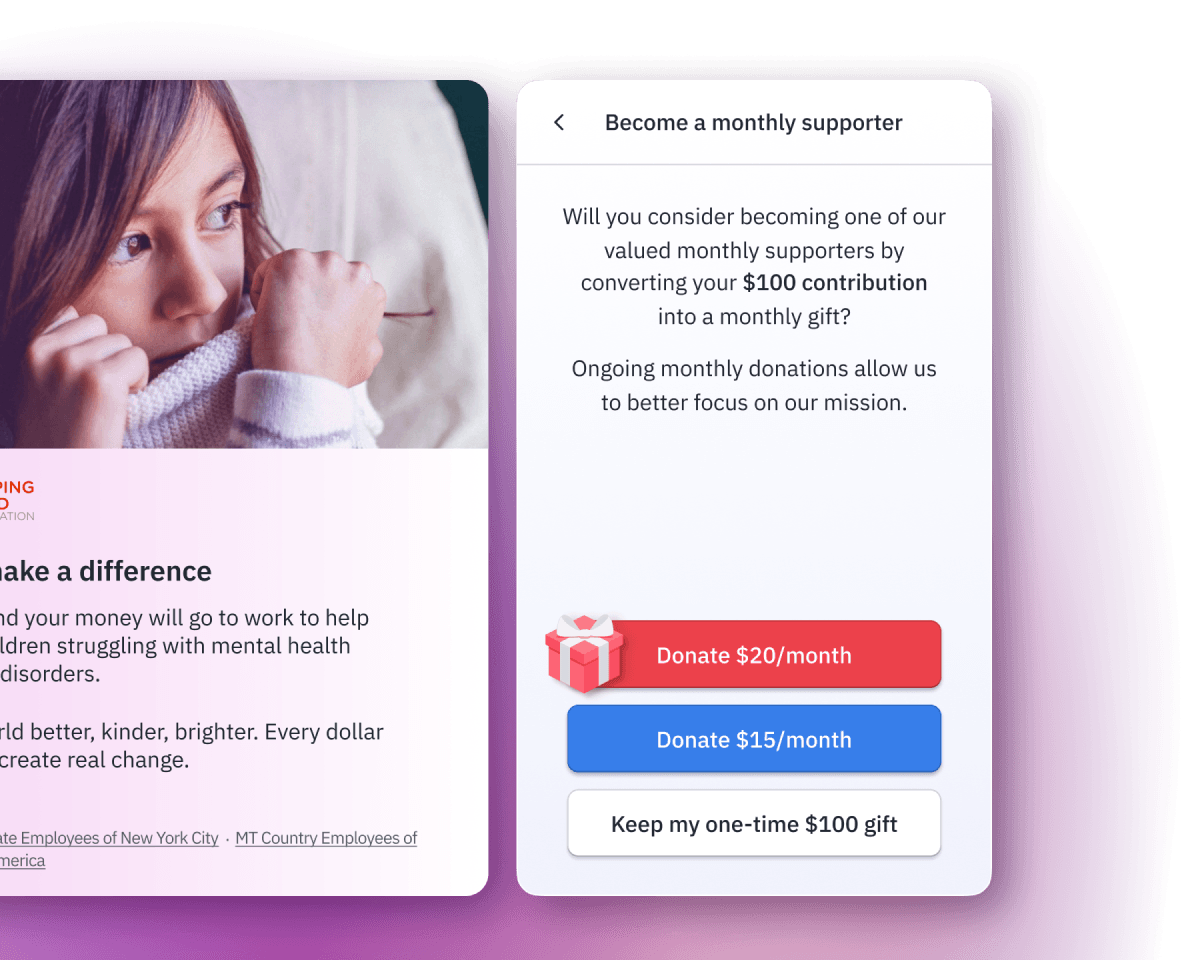 PING
ATION
ake a difference
nd your money will go to work to help
ldren struggling with mental health
disorders.
rld better, kinder, brighter. Every dollar
create real change.
ate Employees of New York City · MT Country Employees of
merica
Become a monthly supporter
Will you consider becoming one of our
valued monthly supporters by
converting your $100 contribution
into a monthly gift?
Ongoing monthly donations allow us
to better focus on our mission.
Donate $20/month
Donate $15/month
Keep my one-time $100 gift